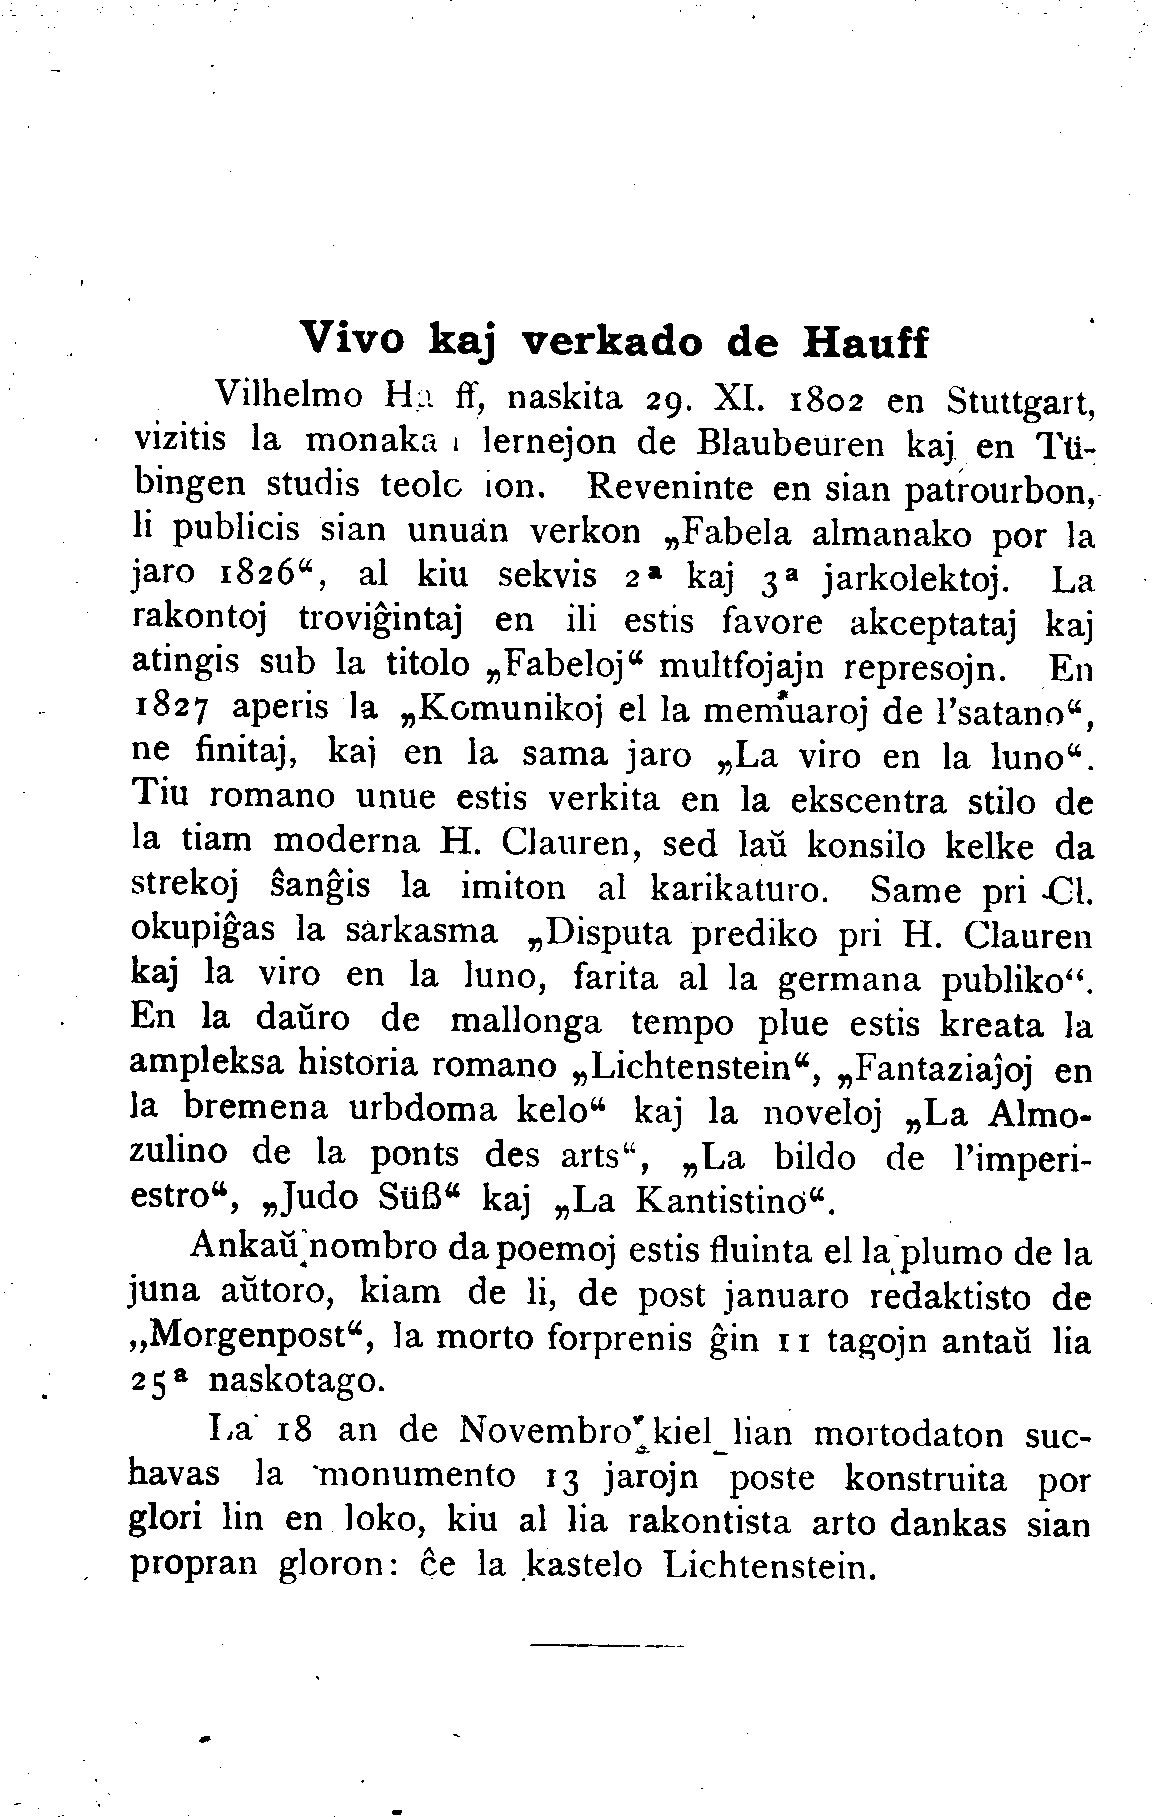 Vivo kaj verkado de Hauff
Vilhelmo Hauff, naskita 29. XI. 1802 en Stuttgart,
vizitis la monakan lernejon de Blaubeuren kaj en Tü-
bingen studis teologion. Reveninte en sian patrourbon,
li publicis sian unuan verkon „Fabela almanako por la
jaro 1826“, al kiu sekvis 2a kaj 3a jarkolektoj. La
rakontoj troviĝintaj en ili estis favore akceptataj kaj
atingis sub la titolo „Fabeloj“ multfojajn represojn. En
1827 aperis la „Komunikoj el la memuaroj de l'satano“,
ne finitaj, kaj en la sama jaro „La viro en la luno“.
Tiu romano unue estis verkita en la ekscentra stilo de
la tiam moderna H. Clauren, sed laŭ konsilo kelke da
strekoj ŝanĝis la imiton al karikaturo. Same pri Cl.
okupiĝas la sarkasma „Disputa prediko pri H. Clauren
kaj la viro en la luno, farita al la germana publiko“.
En la daŭro de mallonga tempo plue estis kreata la
ampleksa historia romano „Lichtenstein“, „Fantaziaĵoj en
la bremena urbdoma kelo“ kaj la noveloj „La Almo-
zulino de la ponts des arts“, „La bildo de l'imperi-
estro“, „Judo Süß“ kaj „La Kantistino“.
Ankaŭ nombro da poemoj estis fluinta el la plumo de la
juna aŭtoro, kiam de li, de post januaro redaktisto de
„Morgenpost“, la morto forprenis ĝin 11 tagojn antaŭ lia
25a naskotago.
La 18 an de Novembro kiel lian mortodaton suc-
havas la monumento 13 jarojn poste konstruita por
glori lin en loko, kiu al lia rakontista arto dankas sian
propran gloron: ĉe la kastelo Lichtenstein.